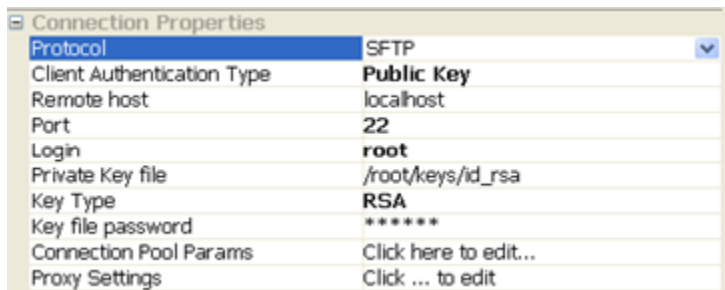 Connection Properties
Protocol SFTP
Client Authentication Type Public Key
Remote host localhost
Port 22
Login root
Private Key file /root/keys/id_rsa
Key Type RSA
Key file password ******
Connection Pool Params Click here to edit...
Proxy Settings Click ... to edit